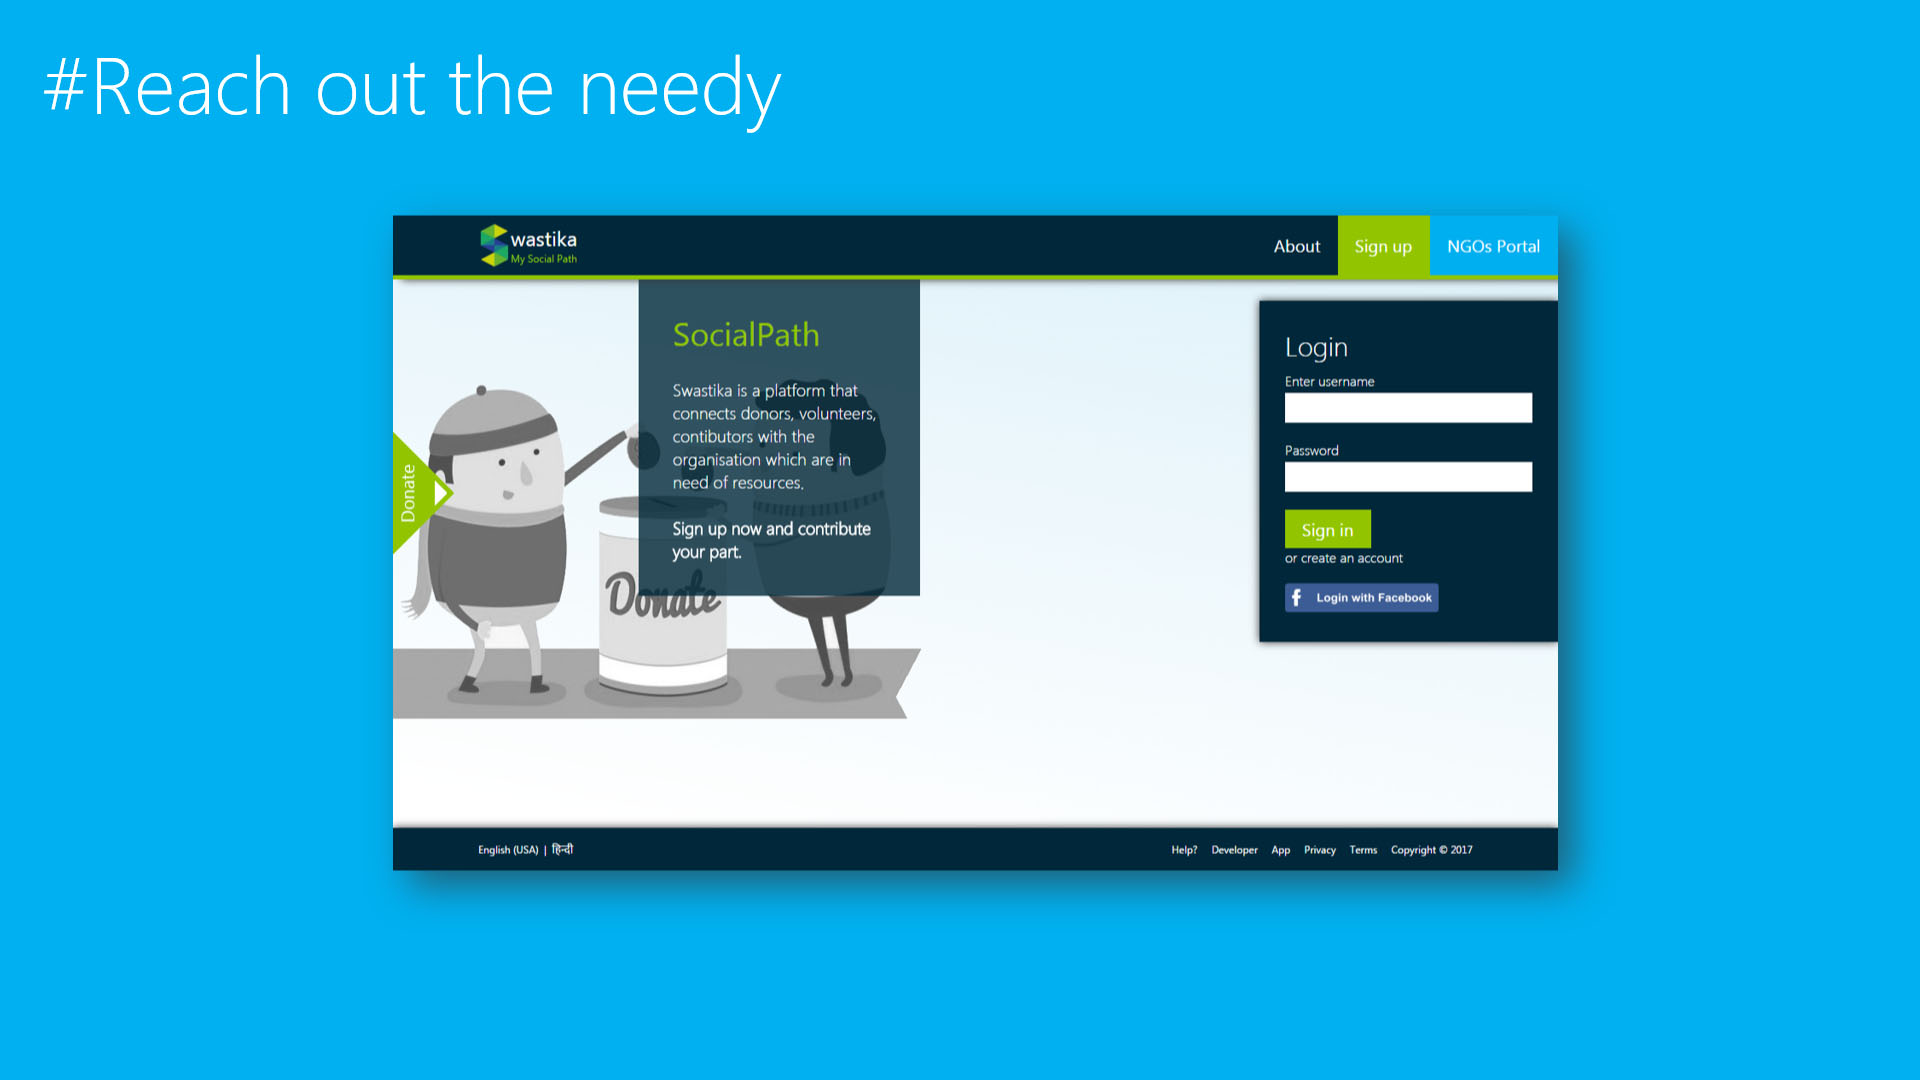 #Reach out the needy
Swastika
My Social Path
About
Sign up
NGOs Portal
SocialPath
Swastika is a platform that
connects donors, volunteers,
contibutors with the
organisation which are in
need of resources.
Sign up now and contribute
your part.
Donate
Donate
Login
Enter username
Password
Sign in
or create an account
f Login with Facebook
English (USA) | हिन्दी
Help? Developer App Privacy Terms Copyright © 2017